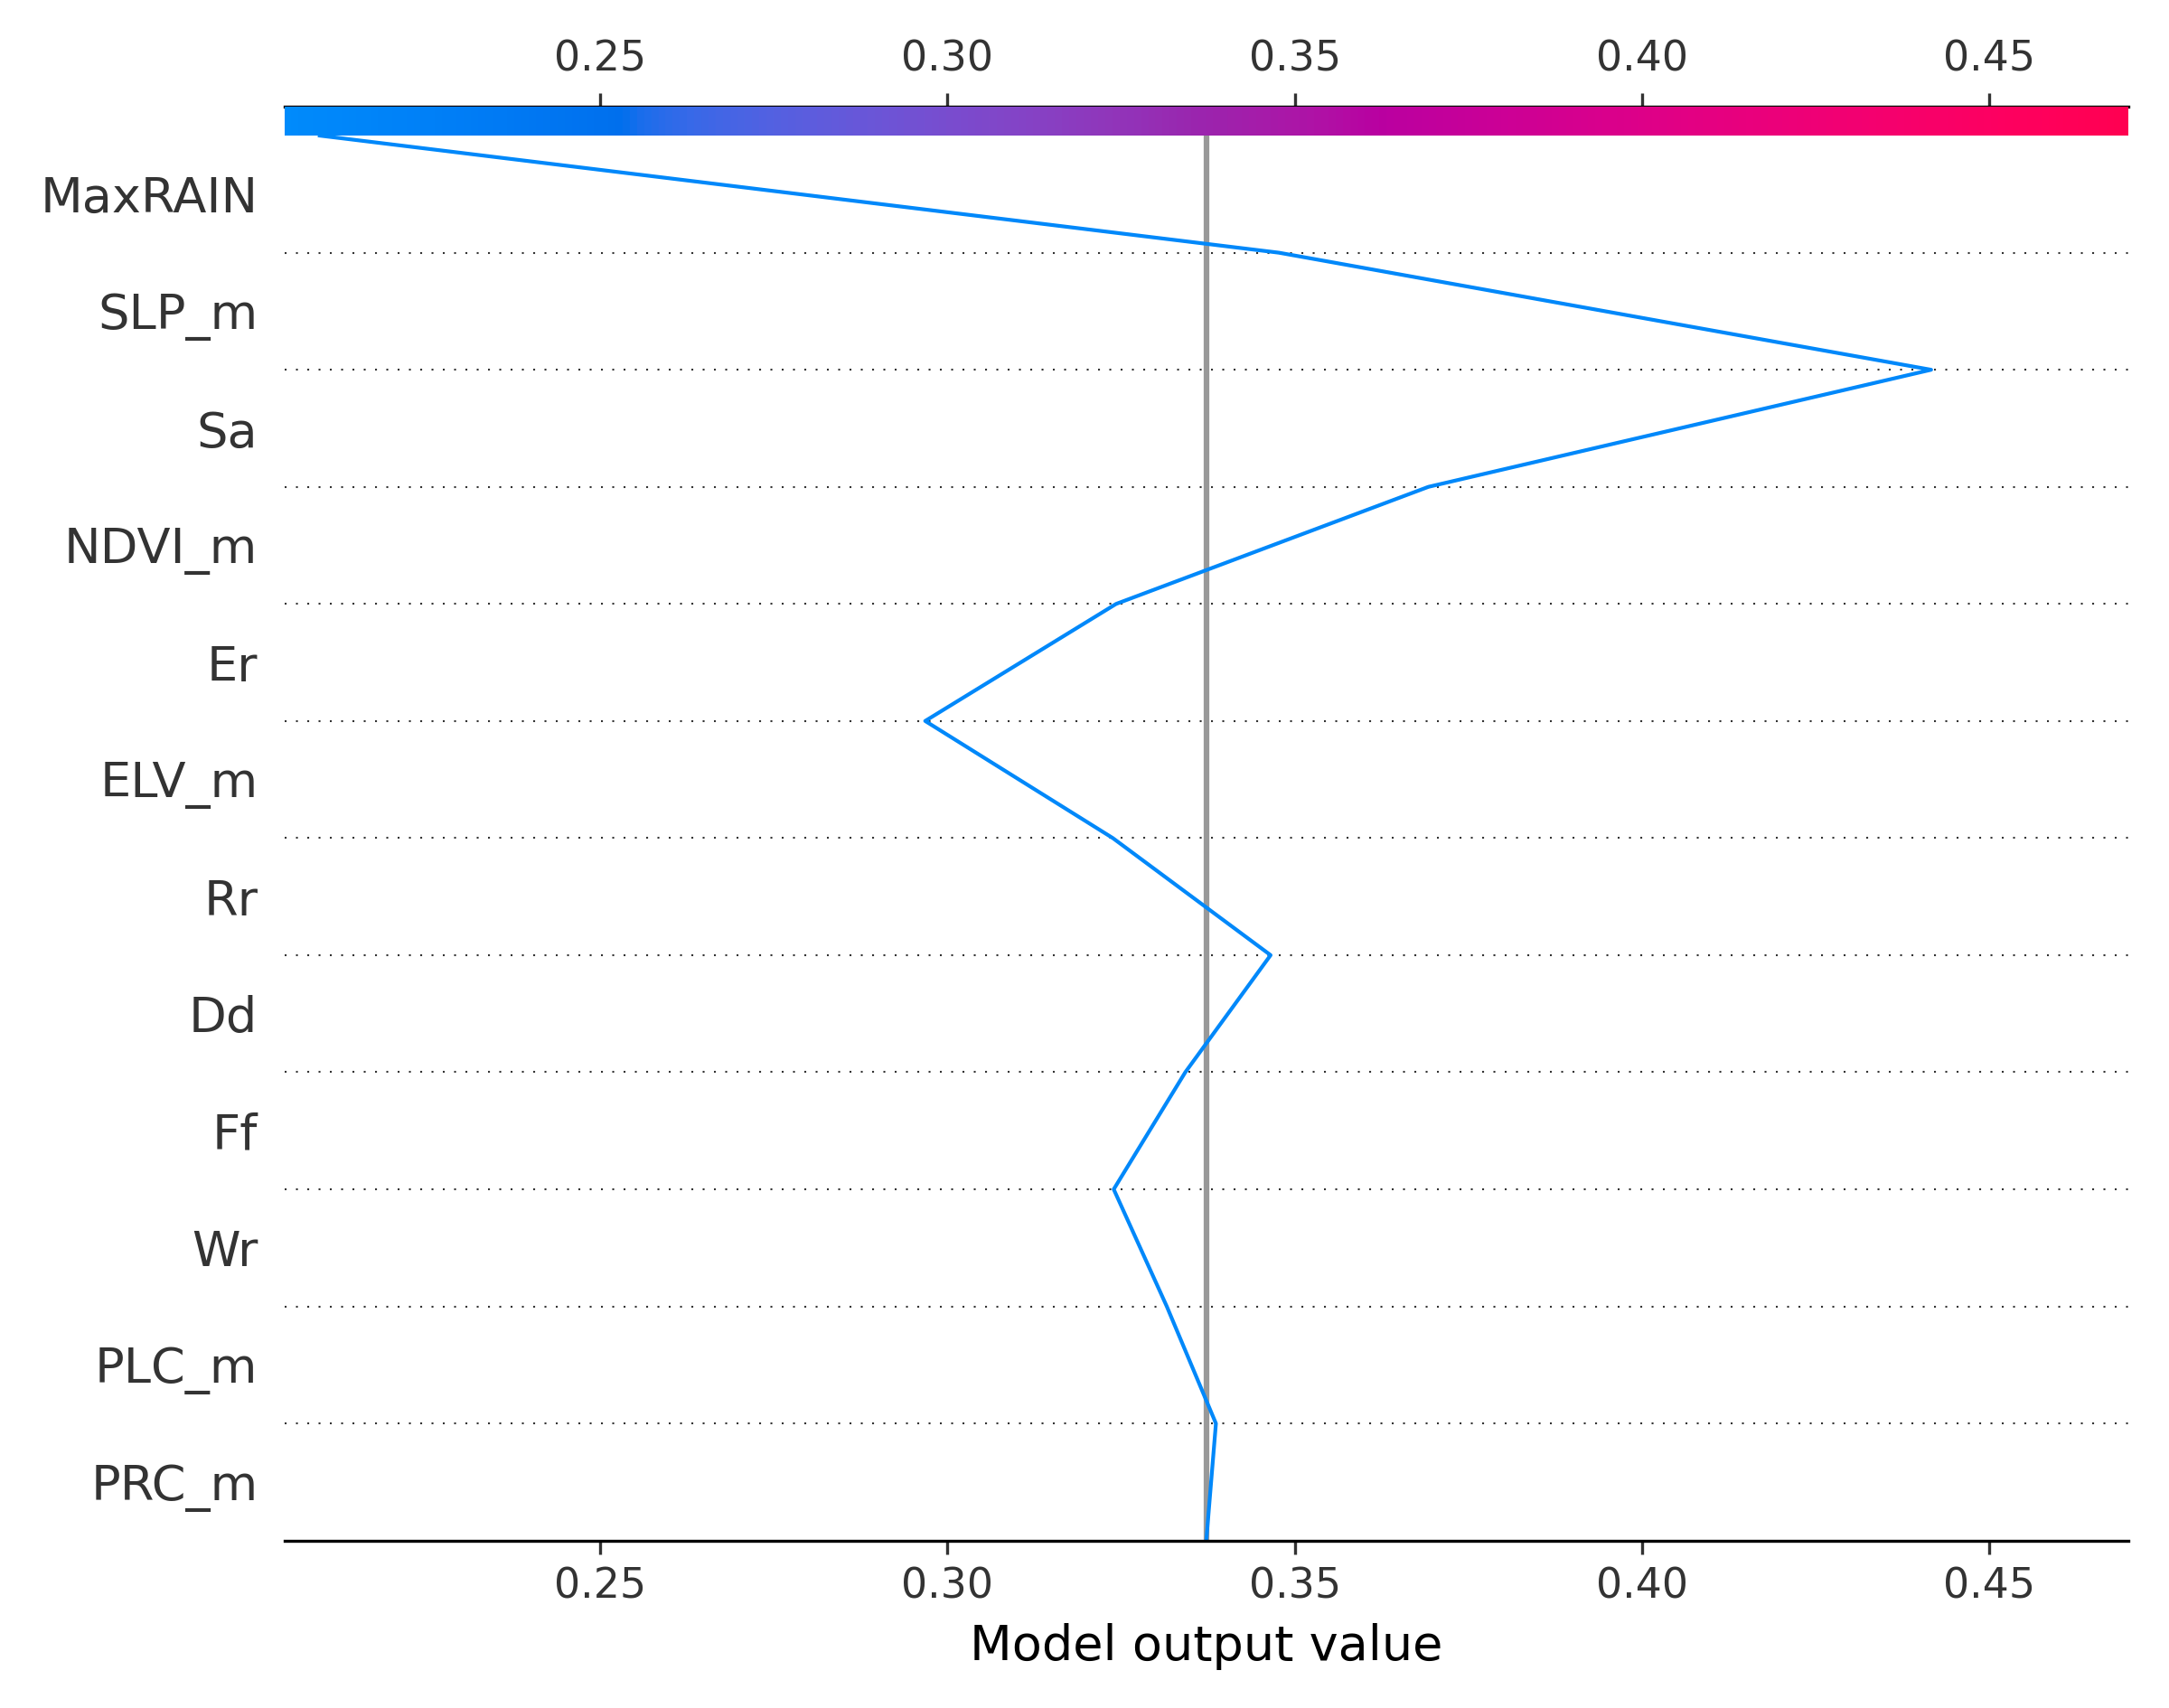 0.25 0.30 0.35 0.40 0.45
MaxRAIN
SLP_m
Sa
NDVI_m
Er
ELV_m
Rr
Dd
Ff
Wr
PLC_m
PRC_m
0.25 0.30 0.35 0.40 0.45
Model output value